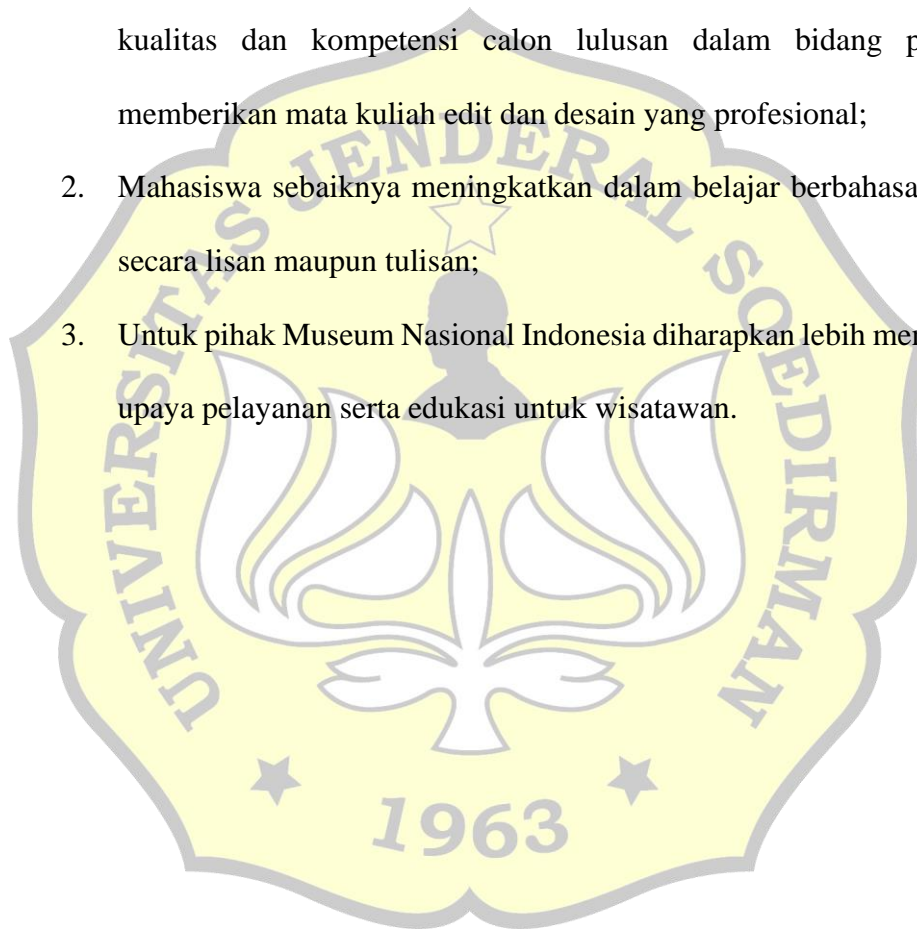 kualitas dan kompetensi calon lulusan dalam bidang
memberikan mata kuliah edit dan desain yang profesional;
2. Mahasiswa sebaiknya meningkatkan dalam belajar berbahasa
secara lisan maupun tulisan;
3. Untuk pihak Museum Nasional Indonesia diharapkan lebih
upaya pelayanan serta edukasi untuk wisatawan.
UNIVERSITAS JENDERAL SOEDIRMAN
1963